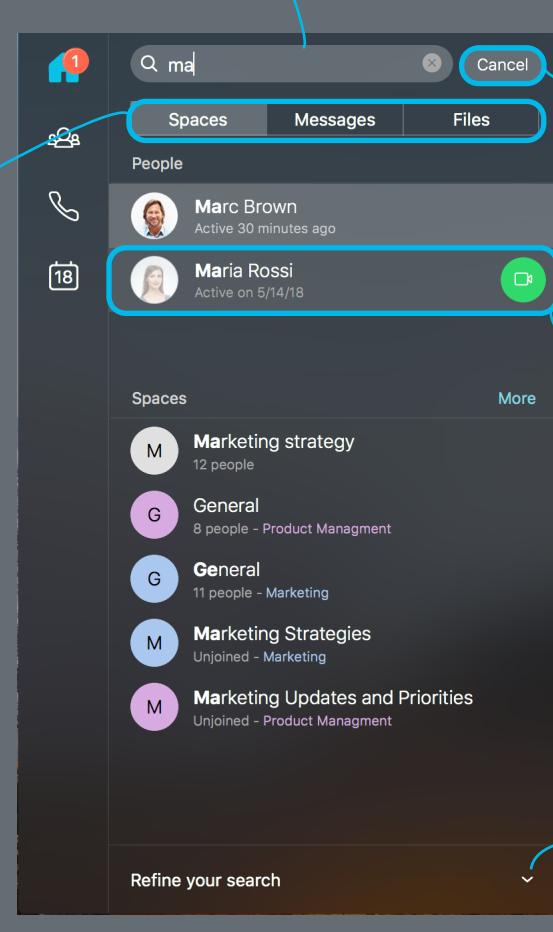 1
ma
Cancel
Spaces Messages Files
People
Marc Brown
Active 30 minutes ago
18
Maria Rossi
Active on 5/14/18
Spaces More
M
Marketing strategy
12 people
G
General
8 people - Product Managment
G
General
11 people - Marketing
M
Marketing Strategies
Unjoined - Marketing
M
Marketing Updates and Priorities
Unjoined - Product Managment
Refine your search